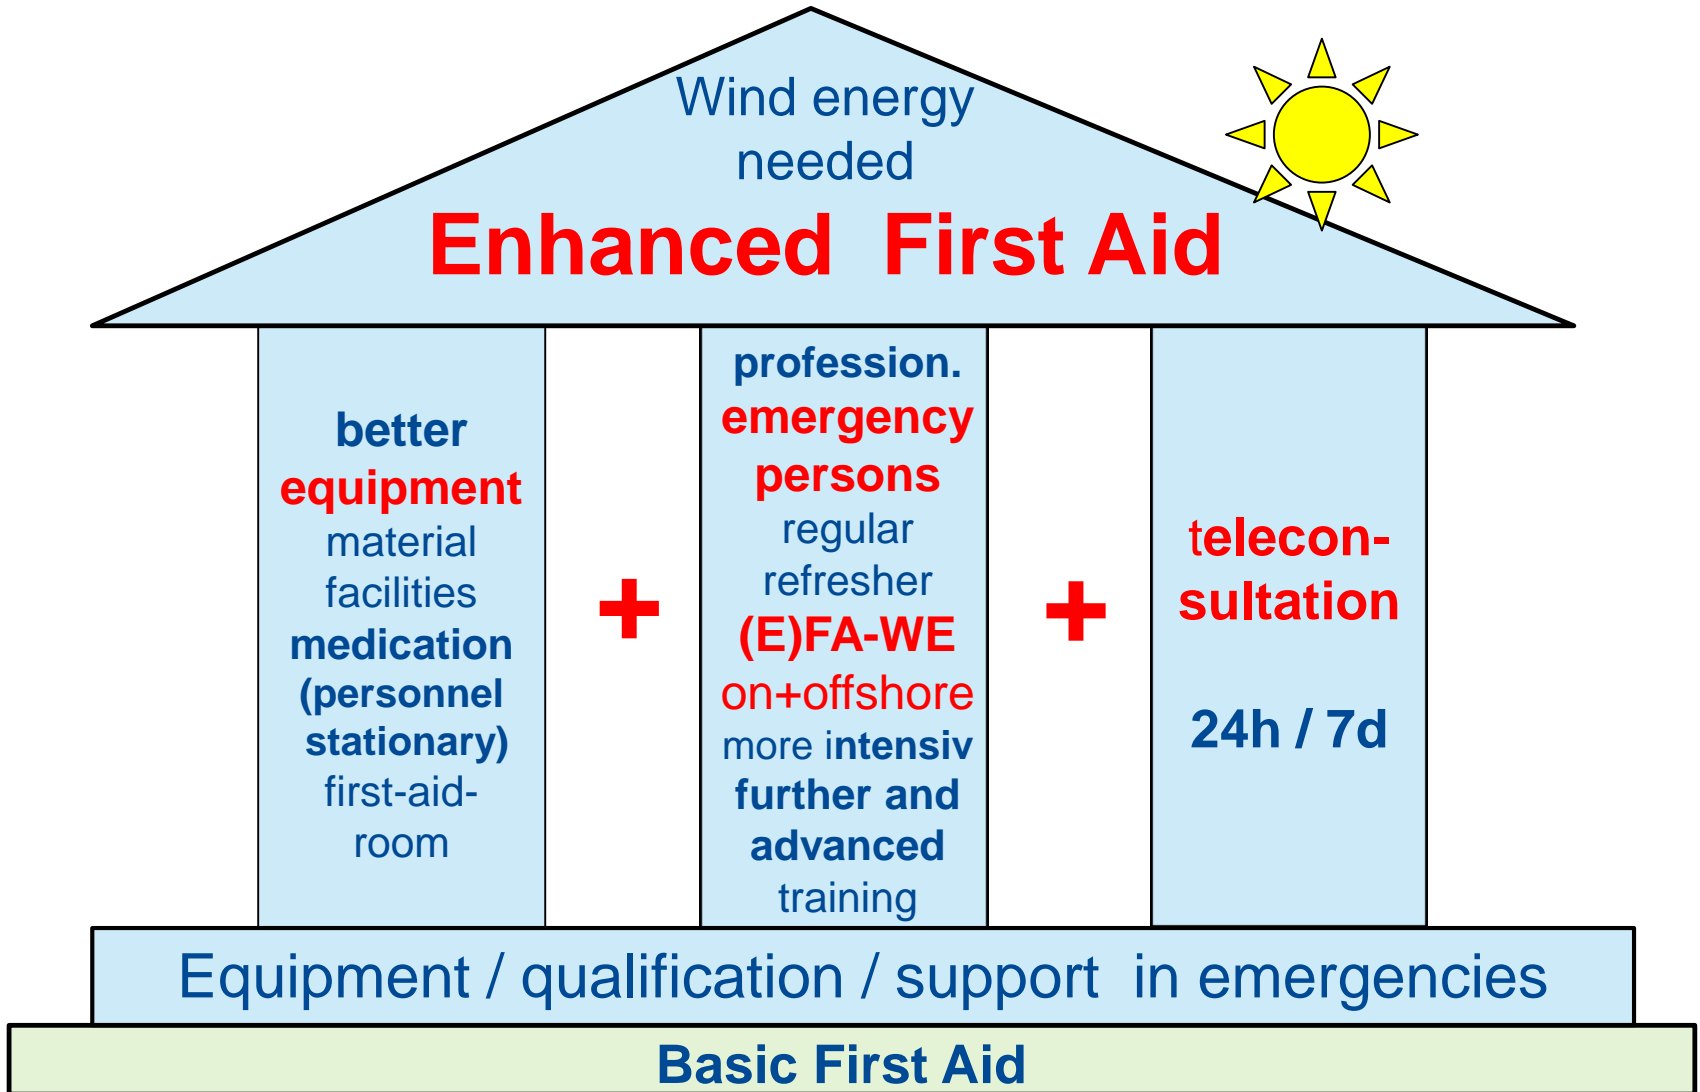 Wind energy
needed
Enhanced First Aid
better
equipment
material
facilities
medication
(personnel
stationary)
first-aid-
room
+
profession.
emergency
persons
regular
refresher
(E)FA-WE
on+offshore
more intensiv
further and
advanced
training
+
telecon-
sultation
24h / 7d
Equipment / qualification / support in emergencies
Basic First Aid